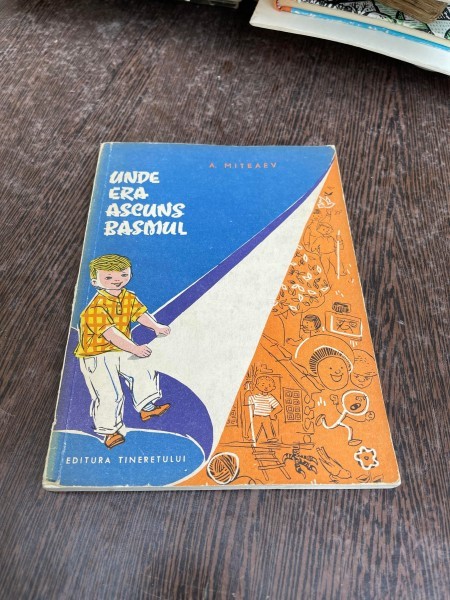 A. MITEAEV
UNDE
ERA
ASCUNS
BASMUL
EDITURA TINERETULUI